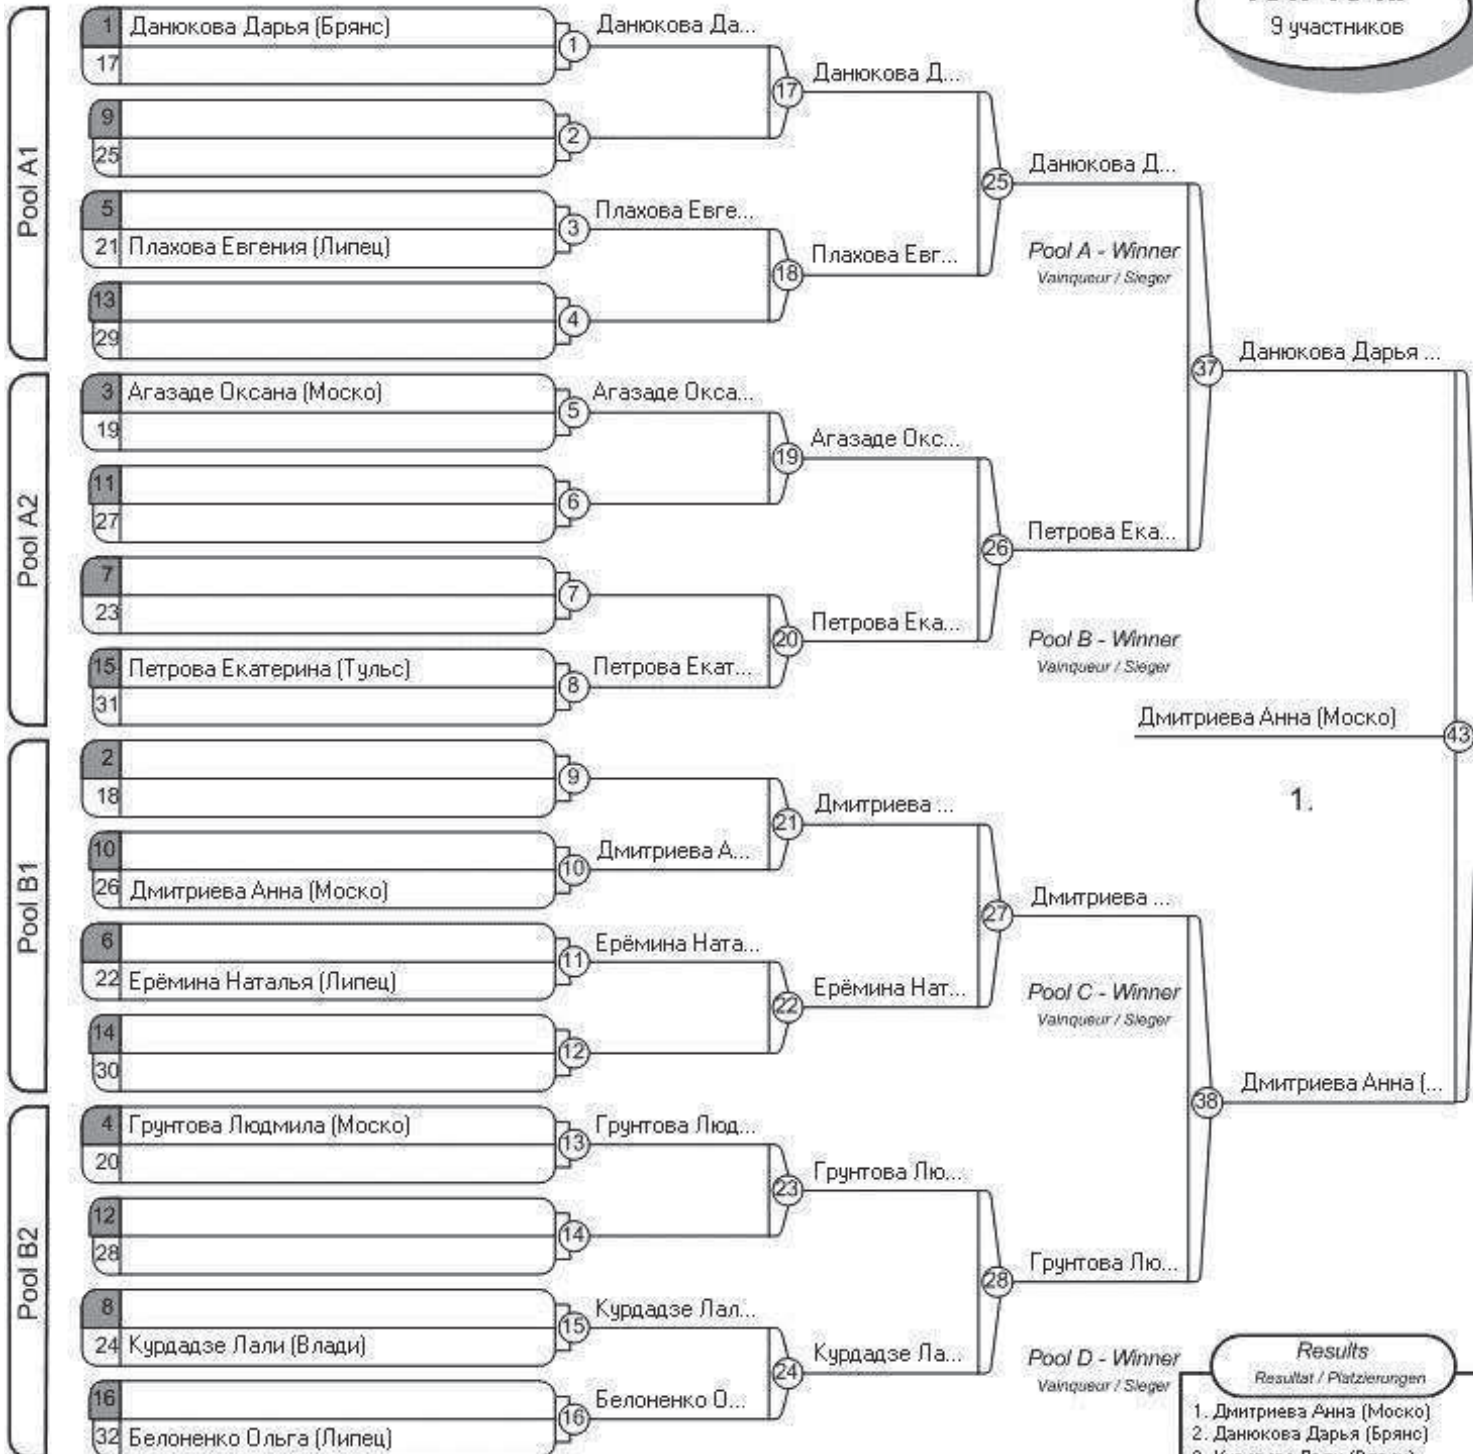 9 участников
Pool A1
1 Данюкова Дарья (Брянс)
17
1
Данюкова Да...
9
25
2
17
Данюкова Д...
5
21 Плахова Евгения (Липец)
3
Плахова Евге...
13
29
4
18
Плахова Евг...
25
Данюкова Д...
Pool A - Winner
Vainqueur / Sieger
Pool A2
3 Агазаде Оксана (Моско)
19
5
Агазаде Окса...
11
27
6
19
Агазаде Окс...
7
23
7
15 Петрова Екатерина (Тульс)
31
8
Петрова Екат...
20
Петрова Ека...
26
Петрова Ека...
Pool B - Winner
Vainqueur / Sieger
37
Данюкова Дарья ...
Pool B1
2
18
9
10
26 Дмитриева Анна (Моско)
10
Дмитриева А...
21
Дмитриева ...
6
22 Ерёмина Наталья (Липец)
11
Ерёмина Ната...
14
30
12
22
Ерёмина Нат...
27
Дмитриева ...
Pool C - Winner
Vainqueur / Sieger
Дмитриева Анна (Моско)
43
1.
Pool B2
4 Грунтова Людмила (Моско)
20
13
Грунтова Люд...
12
28
14
23
Грунтова Лю...
8
24 Курдадзе Лали (Влади)
15
Курдадзе Лал...
16
32 Белоненко Ольга (Липец)
16
Белоненко О...
24
Курдадзе Ла...
28
Грунтова Лю...
Pool D - Winner
Vainqueur / Sieger
38
Дмитриева Анна (...
Results
Resultat / Platzierungen
1. Дмитриева Анна (Моско)
2. Данюкова Дарья (Брянс)